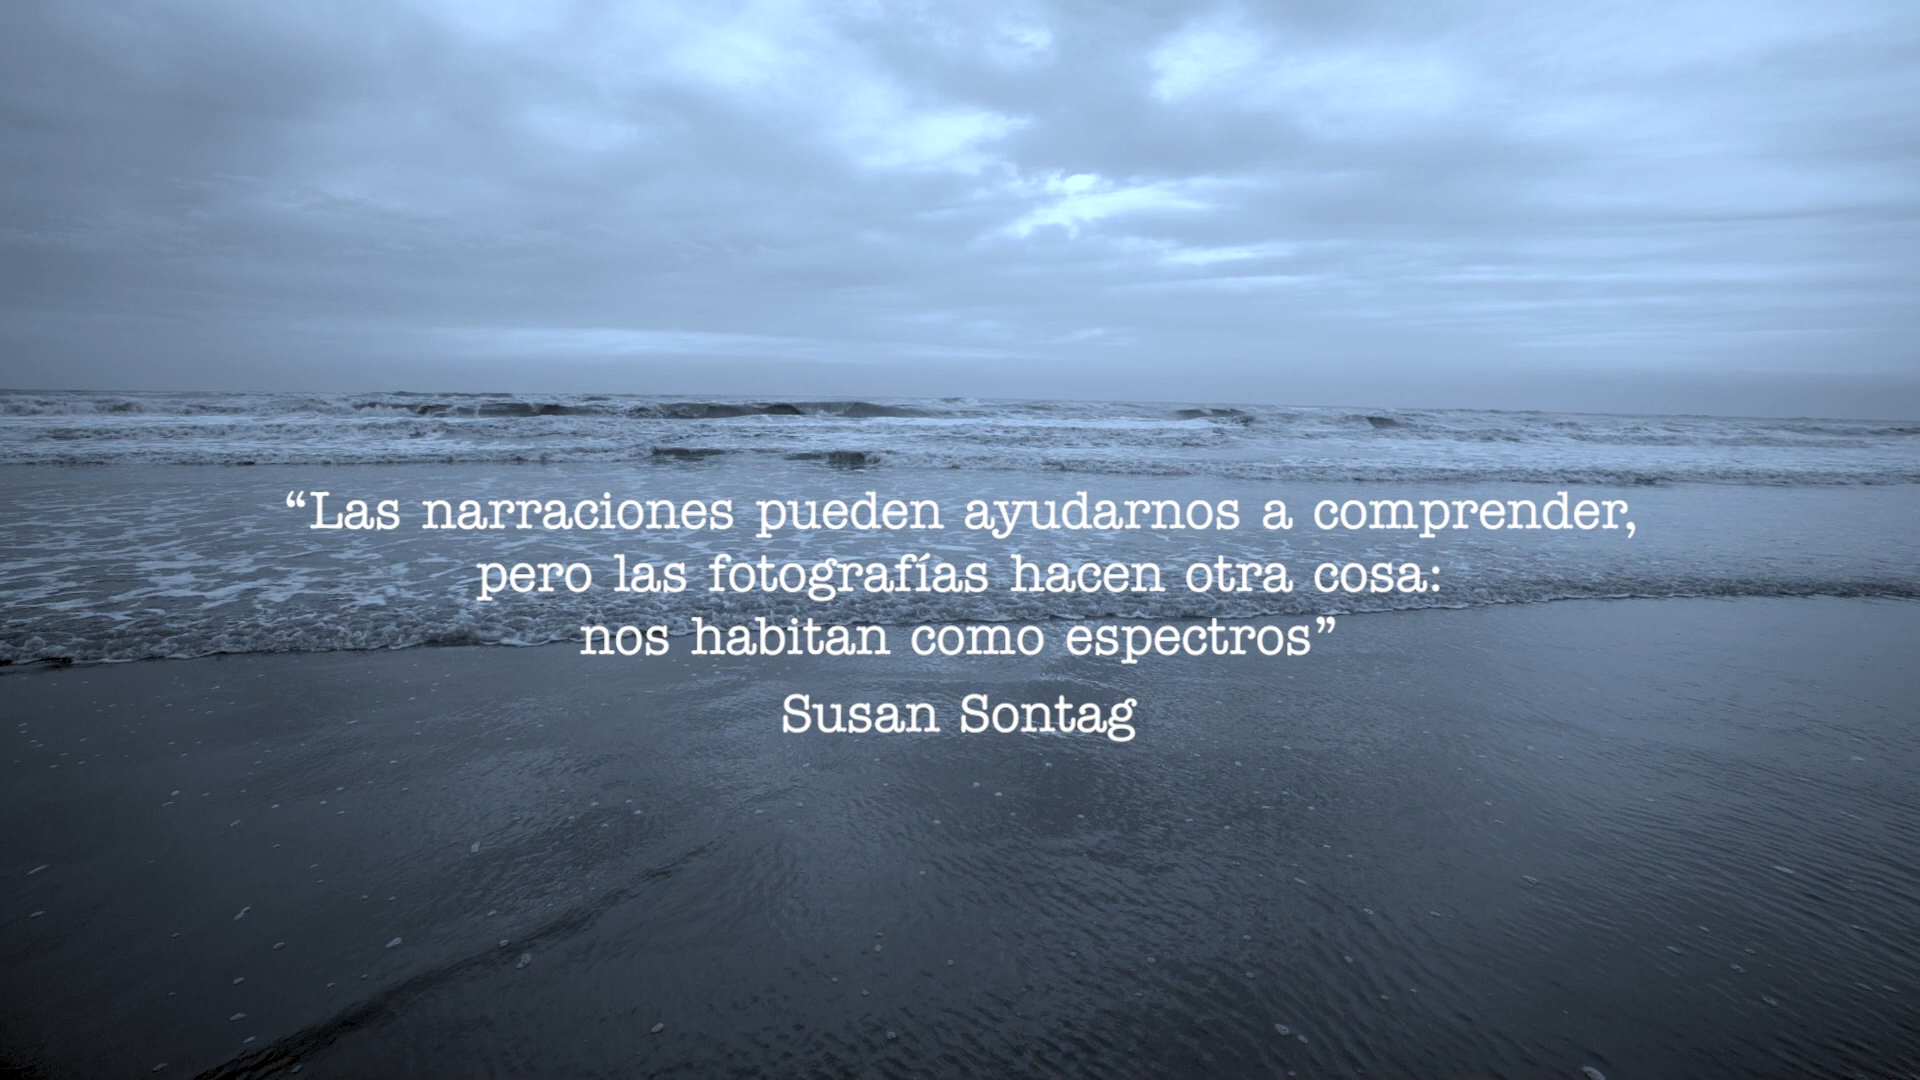 “Las narraciones pueden ayudarnos a comprender,
pero las fotografías hacen otra cosa:
nos habitan como espectros”
Susan Sontag